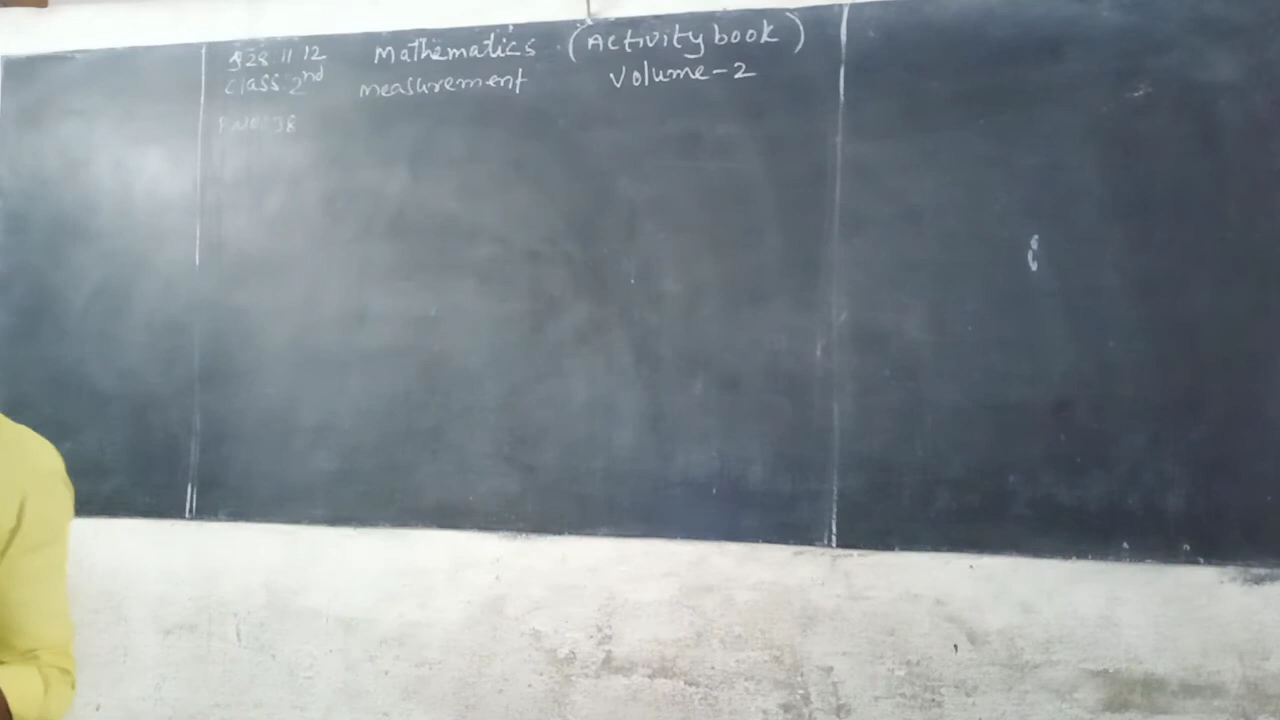 28 11 12 Mathematics (Activity book)
Class: 2nd measurement Volume-2